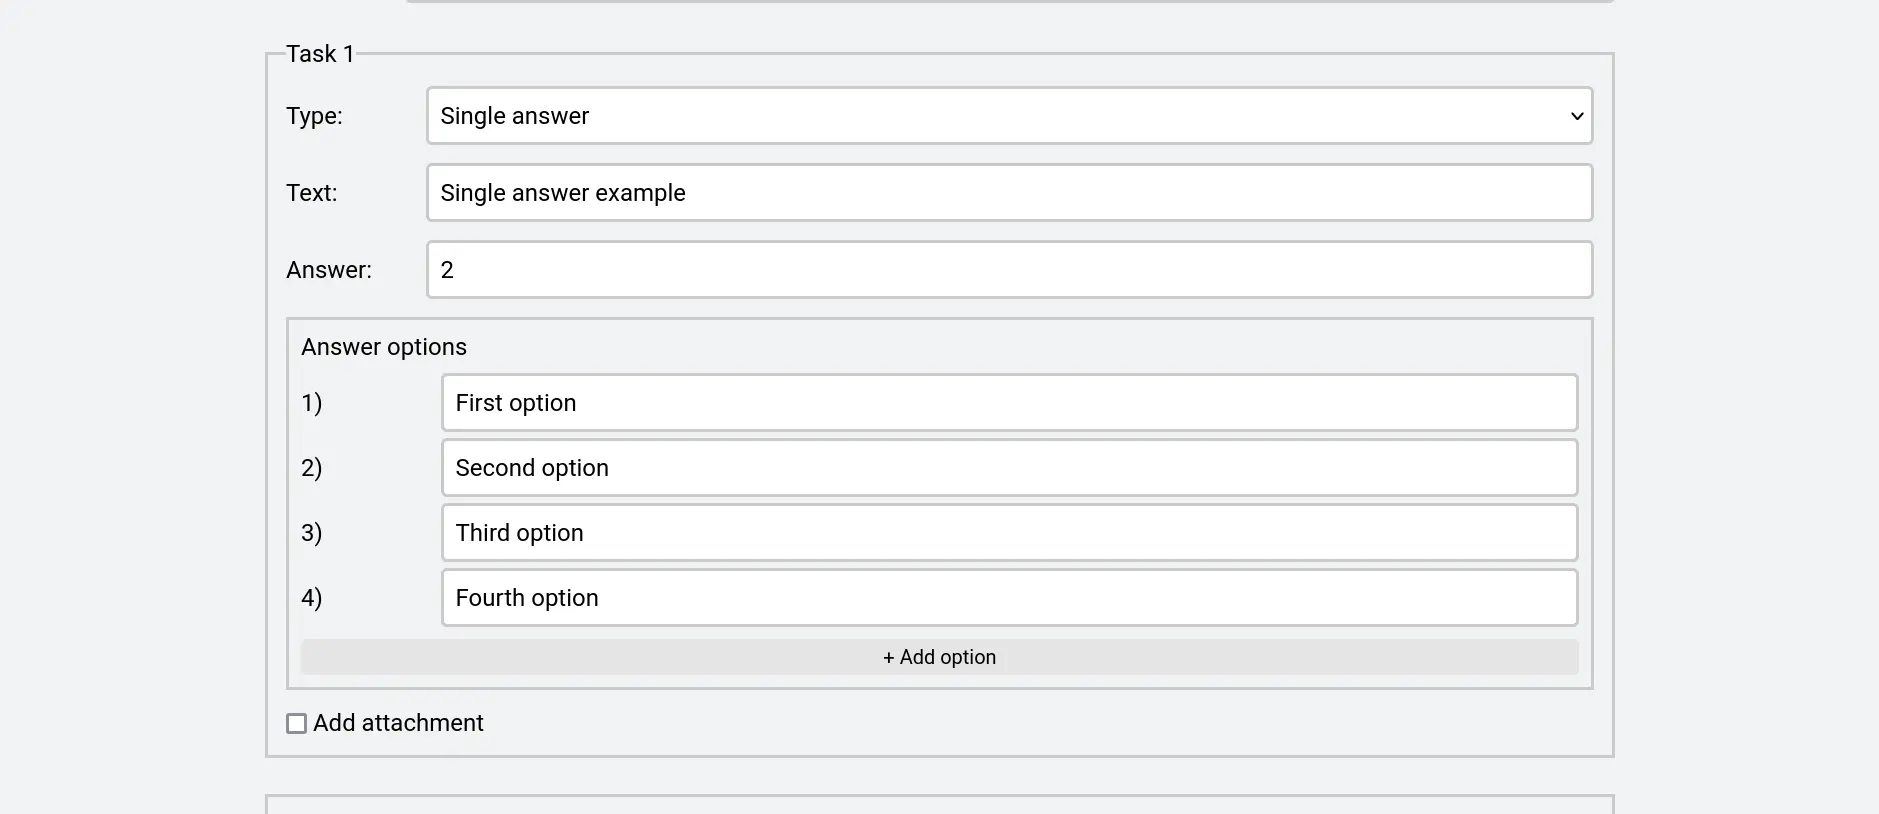 Task 1
Type: Single answer
Text: Single answer example
Answer: 2
Answer options
1) First option
2) Second option
3) Third option
4) Fourth option
+ Add option
Add attachment